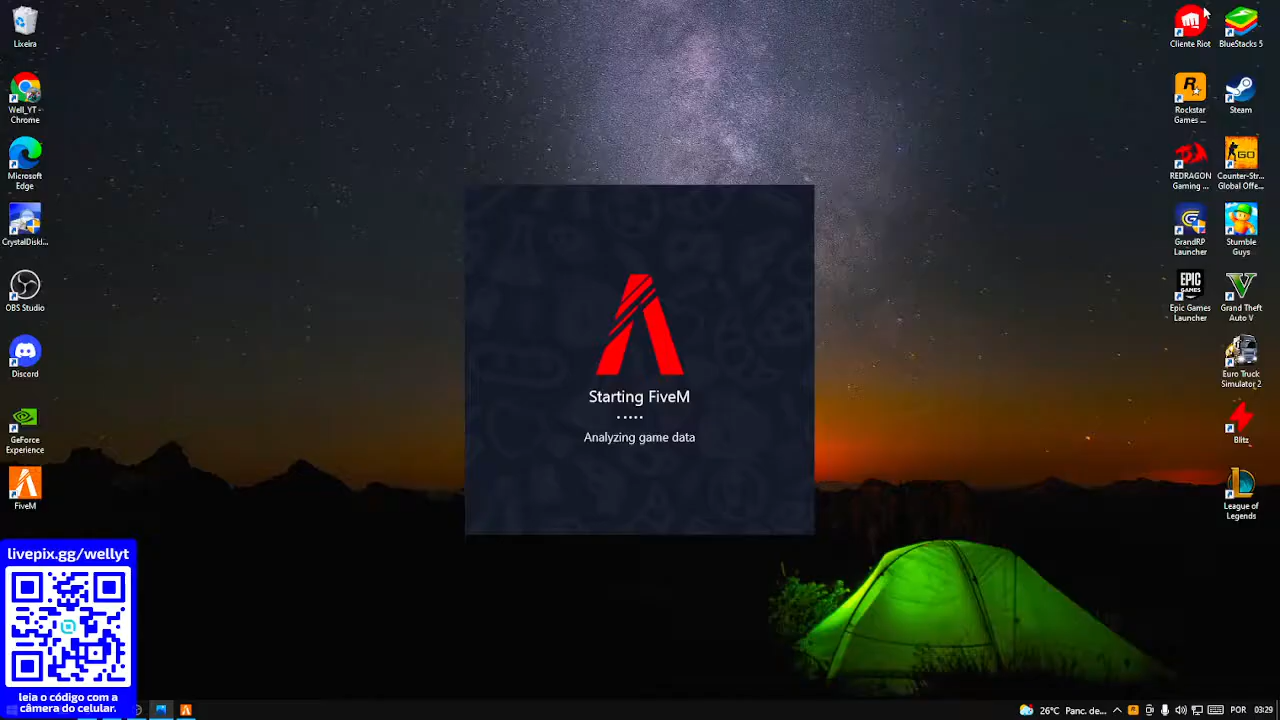 Lixeira
Well_YT -
Chrome
Microsoft
Edge
CrystalDiskI...
OBS Studio
Discord
GeForce
Experience
FiveM
Starting FiveM
Analyzing game data
Cliente Riot
BlueStacks 5
R
Rockstar
Games ...
Steam
REDRAGON
Gaming ...
GO
Counter-Str...
Global Offe...
GrandRP
Launcher
Stumble
Guys
EPIC
GAMES
Epic Games
Launcher
Grand Theft
Auto V
Euro Truck
Simulator 2
Blitz
League of
Legends
livepix.gg/wellyt
leia o código com a
câmera do celular.
26°C Panc. de...
POR
03:29